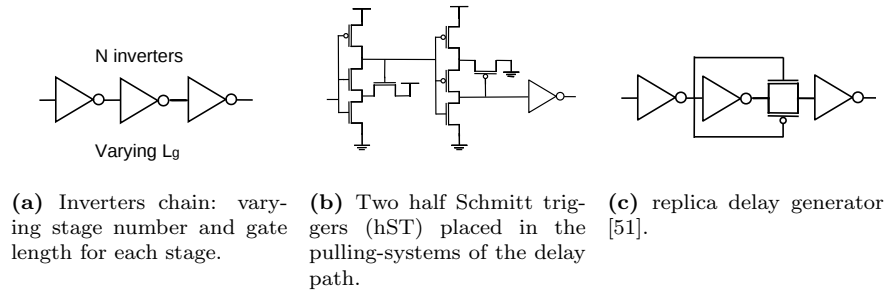 N inverters
Varying Lg
(a) Inverters chain: vary-
ing stage number and gate
length for each stage.
(b) Two half Schmitt trig-
gers (hST) placed in the
pulling-systems of the delay
path.
(c) replica delay generator
[51].